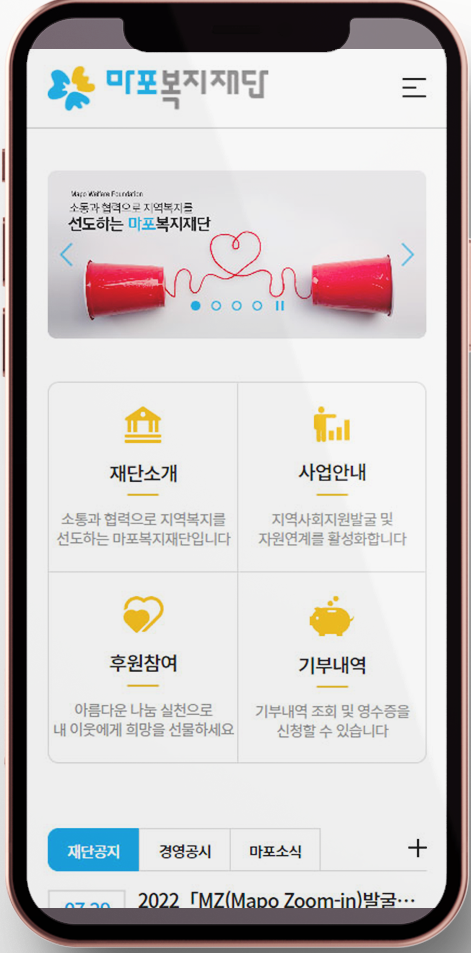 마포복지재단
Mapo Welfare Foundation
소통과 협력으로 지역복지를
선도하는 마포복지재단
재단소개
소통과 협력으로 지역복지를
선도하는 마포복지재단입니다
사업안내
지역사회지원발굴 및
자원연계를 활성화합니다
후원참여
아름다운 나눔 실천으로
내 이웃에게 희망을 선물하세요
기부내역
기부내역 조회 및 영수증을
신청할 수 있습니다
재단공지 경영공시 마포소식
07.29 2022「MZ(Mapo Zoom-in)발굴…